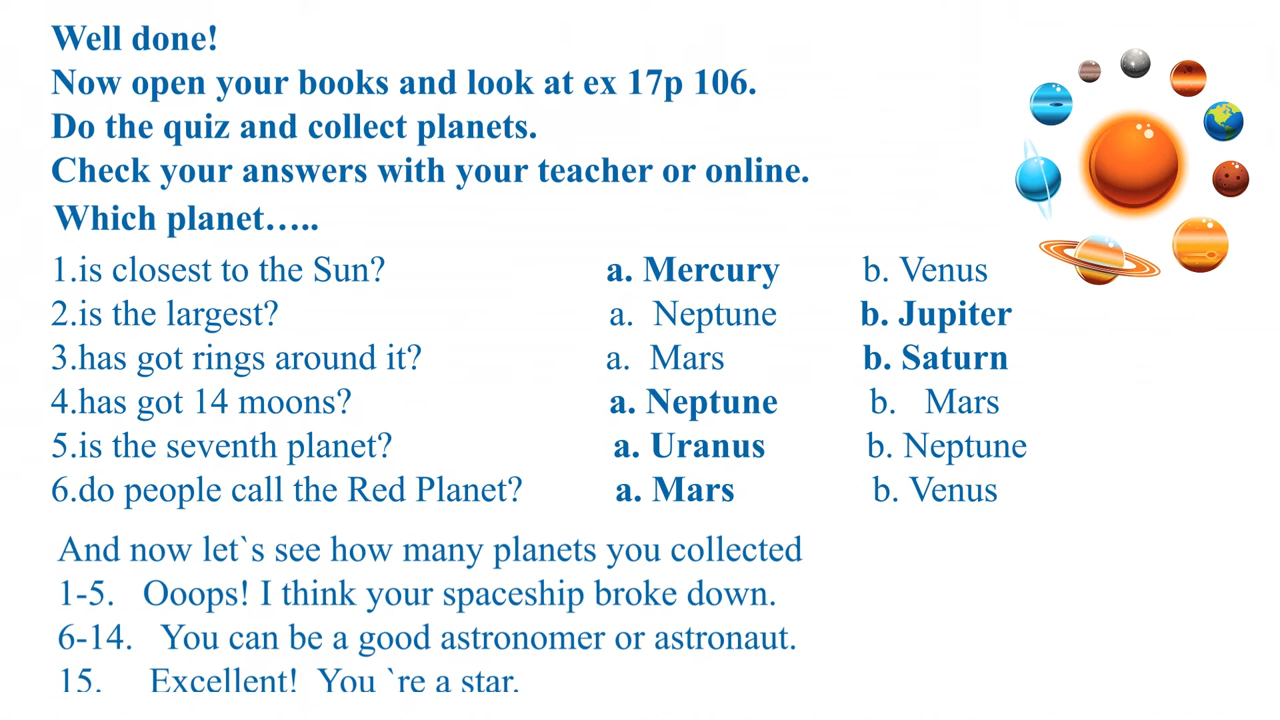 Well done!
Now open your books and look at ex 17p 106.
Do the quiz and collect planets.
Check your answers with your teacher or online.
Which planet…..
1.is closest to the Sun? a. Mercury b. Venus
2.is the largest? a. Neptune b. Jupiter
3.has got rings around it? a. Mars b. Saturn
4.has got 14 moons? a. Neptune b. Mars
5.is the seventh planet? a. Uranus b. Neptune
6.do people call the Red Planet? a. Mars b. Venus
And now let`s see how many planets you collected
1-5. Ooops! I think your spaceship broke down.
6-14. You can be a good astronomer or astronaut.
15. Excellent! You `re a star.